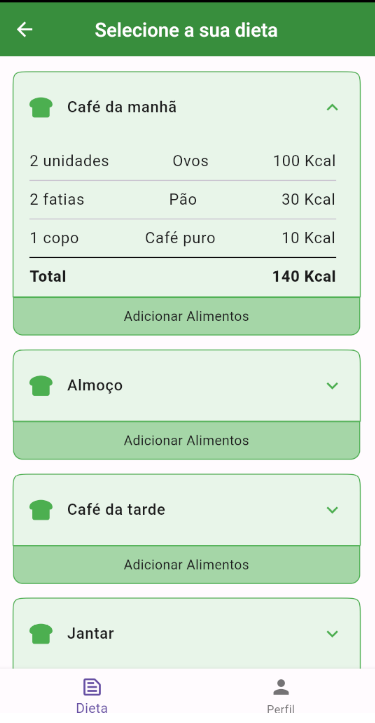 Selecione a sua dieta
Café da manhã
2 unidades Ovos 100 Kcal
2 fatias Pão 30 Kcal
1 copo Café puro 10 Kcal
Total 140 Kcal
Adicionar Alimentos
Almoço
Adicionar Alimentos
Café da tarde
Adicionar Alimentos
Jantar
Dieta Perfil